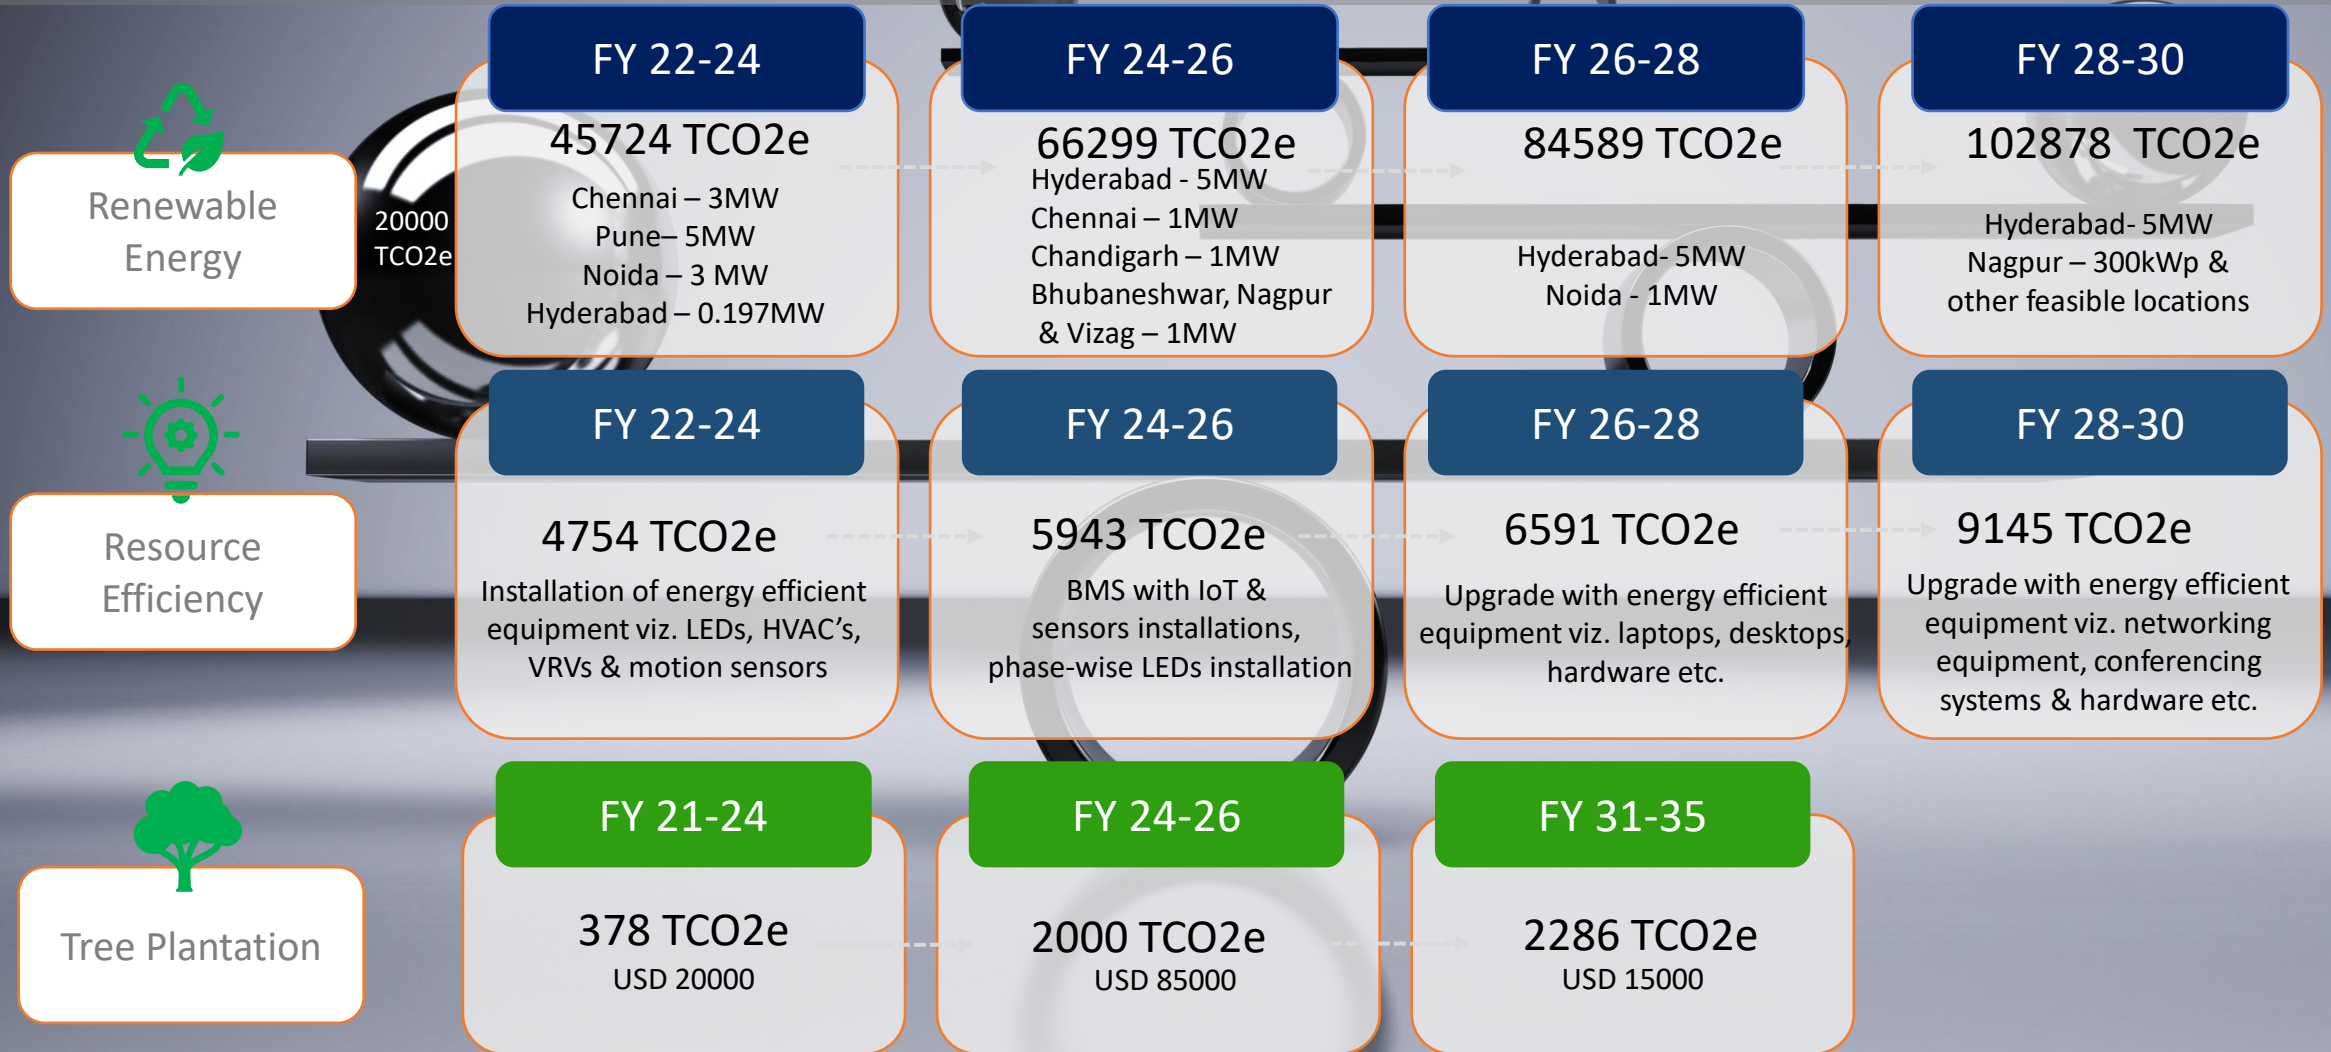 Renewable
Energy
20000
TCO2e
FY 22-24
45724 TCO2e
Chennai – 3MW
Pune– 5MW
Noida – 3 MW
Hyderabad – 0.197MW
FY 24-26
66299 TCO2e
Hyderabad - 5MW
Chennai – 1MW
Chandigarh – 1MW
Bhubaneshwar, Nagpur
& Vizag – 1MW
FY 26-28
84589 TCO2e
Hyderabad- 5MW
Noida - 1MW
FY 28-30
102878 TCO2e
Hyderabad- 5MW
Nagpur – 300kWp &
other feasible locations
Resource
Efficiency
FY 22-24
4754 TCO2e
Installation of energy efficient
equipment viz. LEDs, HVAC’s,
VRVs & motion sensors
FY 24-26
5943 TCO2e
BMS with IoT &
sensors installations,
phase-wise LEDs installation
FY 26-28
6591 TCO2e
Upgrade with energy efficient
equipment viz. laptops, desktops,
hardware etc.
FY 28-30
9145 TCO2e
Upgrade with energy efficient
equipment viz. networking
equipment, conferencing
systems & hardware etc.
Tree Plantation
FY 21-24
378 TCO2e
USD 20000
FY 24-26
2000 TCO2e
USD 85000
FY 31-35
2286 TCO2e
USD 15000